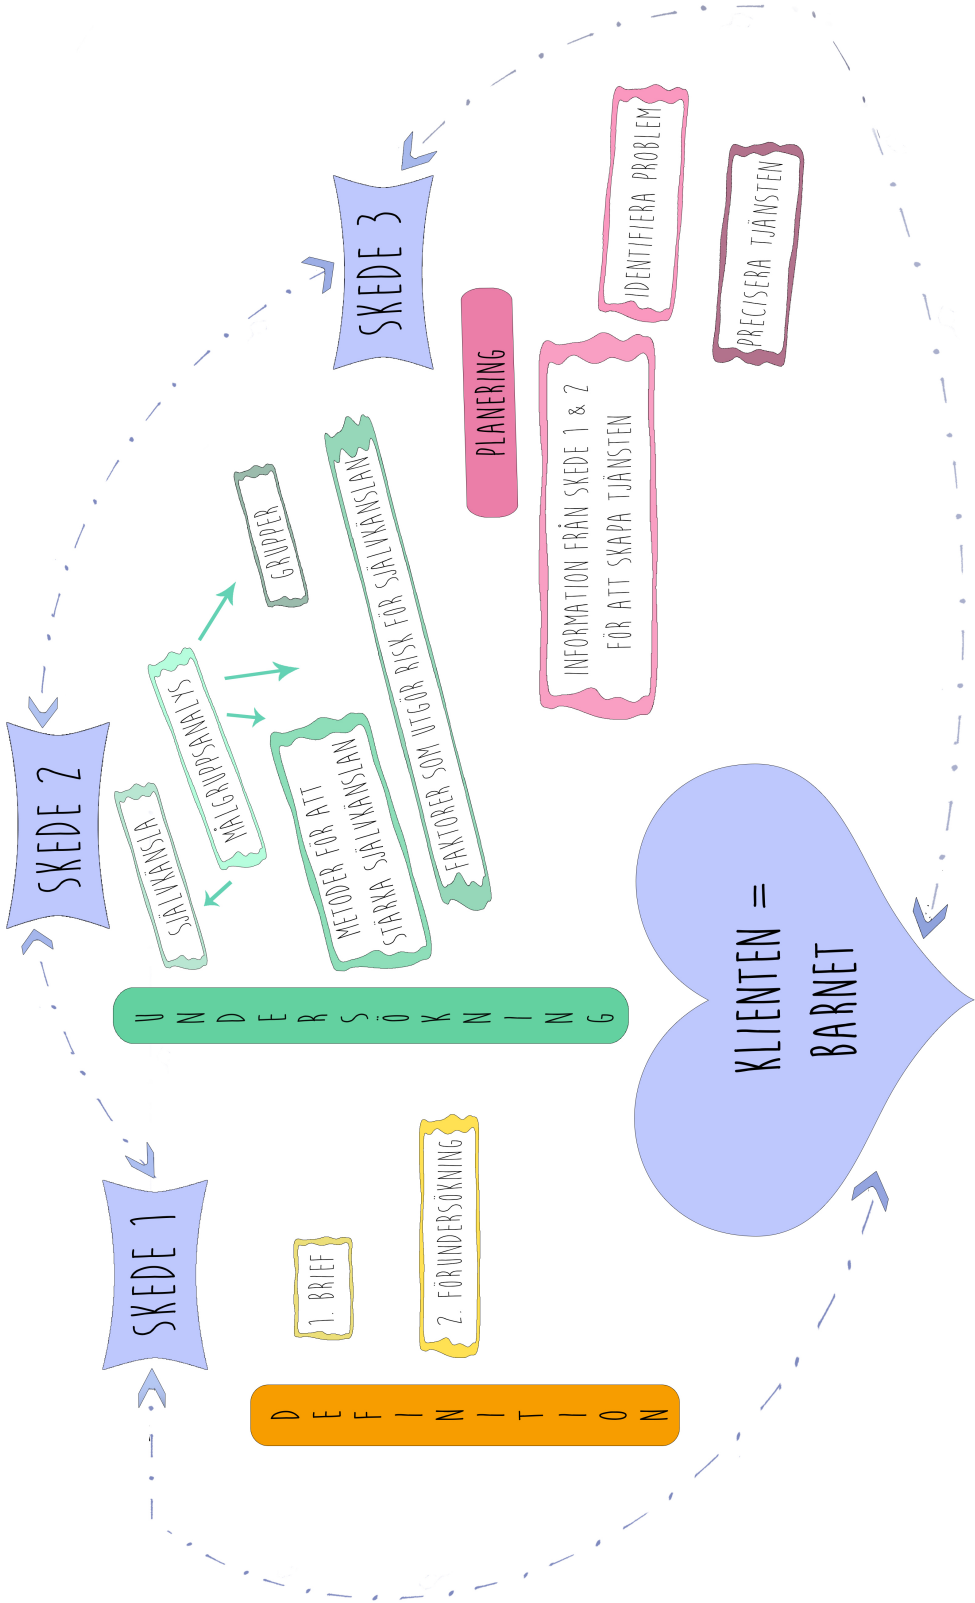 SKEDE 1
DEFINITION
1. BRIEF
2. FÖRUNDERSÖKNING
SKEDE 2
UNDERSÖKNING
SJÄLVKÄNSLA
MÅLGRUPPSANALYS
GRUPPER
METODER FÖR ATT
STÄRKA SJÄLVKÄNSLAN
FAKTORER SOM UTGÖR RISK FÖR SJÄLVKÄNSLAN
SKEDE 3
PLANERING
INFORMATION FRÅN SKEDE 1 & 2
FÖR ATT SKAPA TJÄNSTEN
IDENTIFIERA PROBLEM
PRECISERA TJÄNSTEN
KLIENTEN =
BARNET